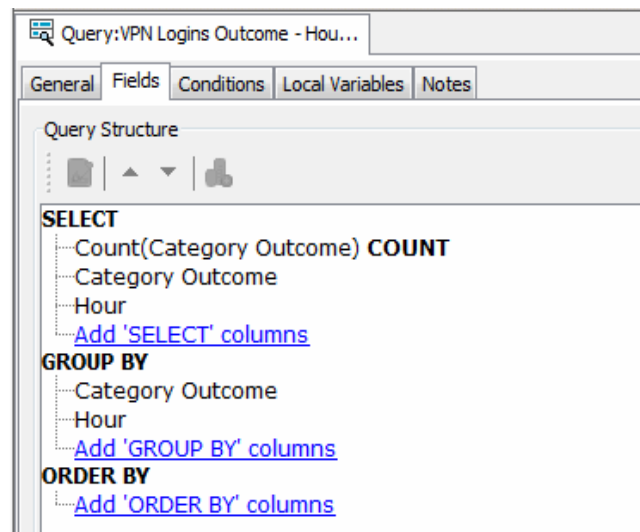 Query:VPN Logins Outcome - Hou...
General Fields Conditions Local Variables Notes
Query Structure
SELECT
Count(Category Outcome) COUNT
Category Outcome
Hour
Add 'SELECT' columns
GROUP BY
Category Outcome
Hour
Add 'GROUP BY' columns
ORDER BY
Add 'ORDER BY' columns